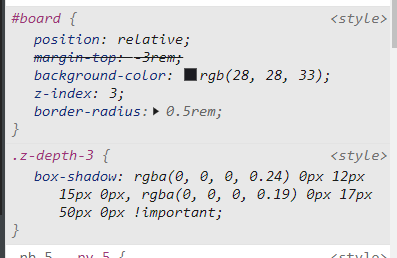 #board {
<style>
position: relative;
margin-top: -3rem;
background-color: rgb(28, 28, 33);
z-index: 3;
border-radius: 0.5rem;
}
.z-depth-3 {
<style>
box-shadow: rgba(0, 0, 0, 0.24) 0px 12px
15px 0px, rgba(0, 0, 0, 0.19) 0px 17px
50px 0px !important;
}
<style>